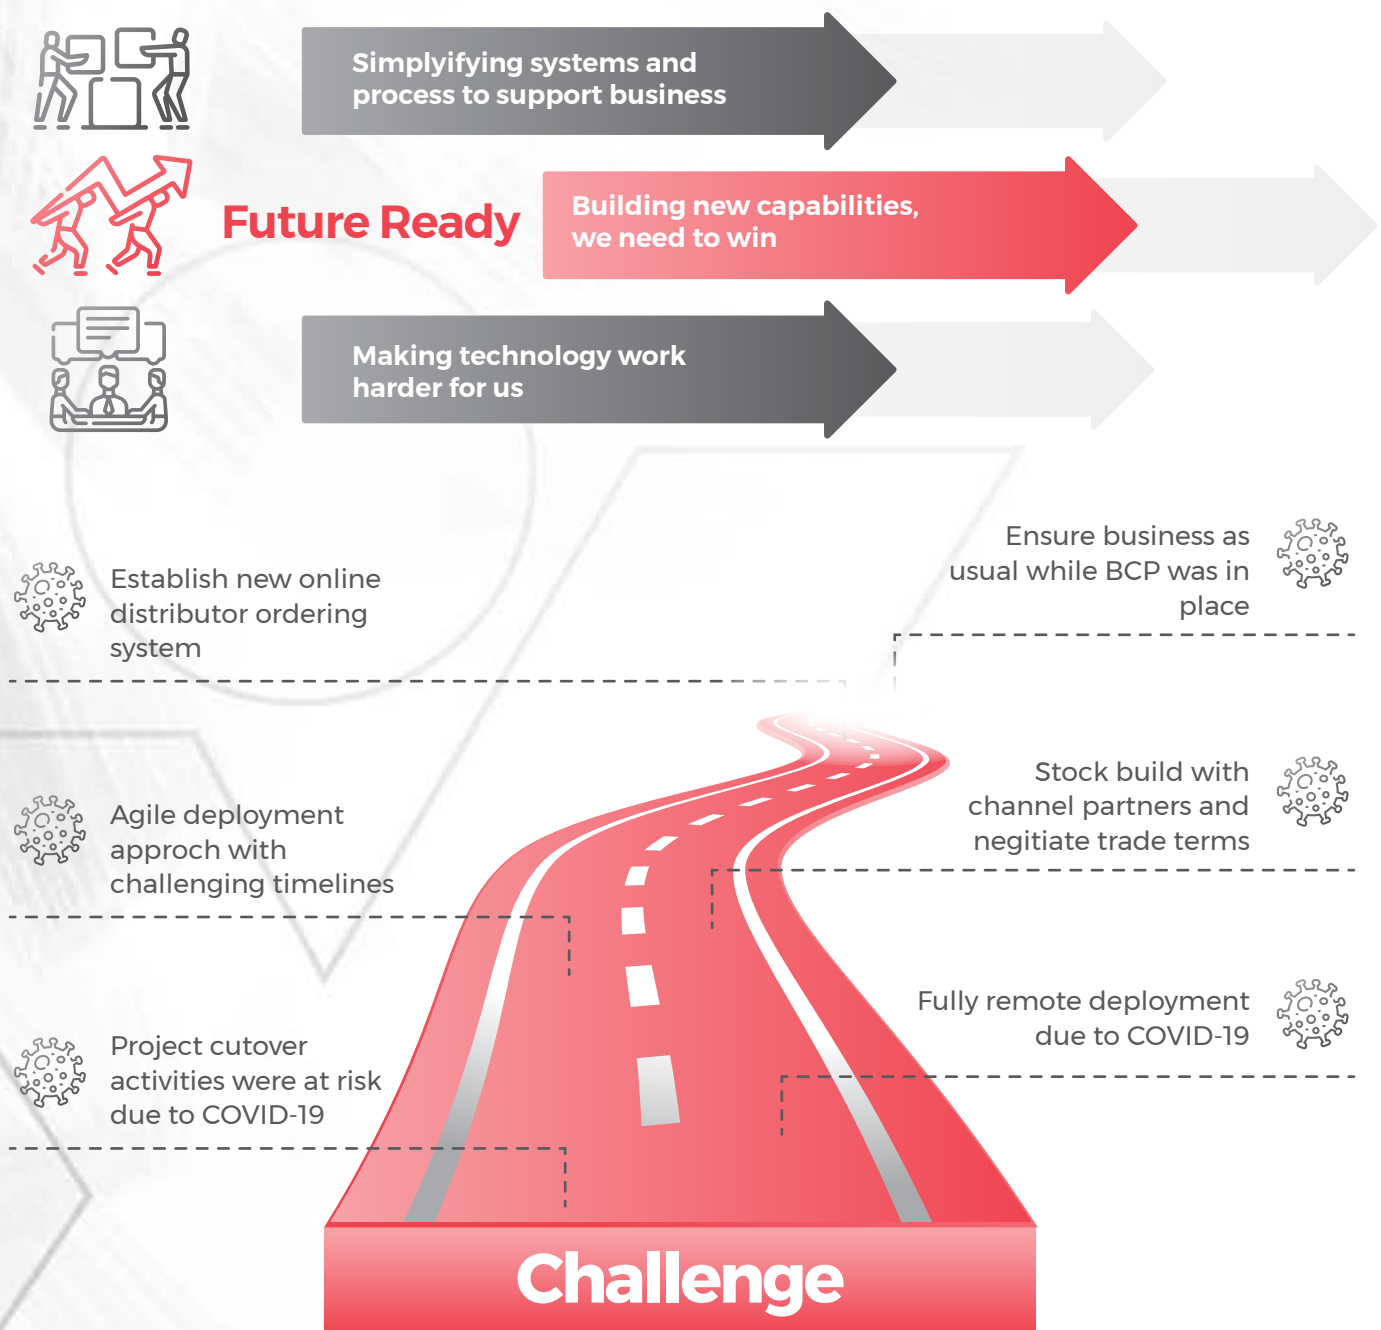 Simplyifying systems and
process to support business
Future Ready
Building new capabilities,
we need to win
Making technology work
harder for us
Establish new online
distributor ordering
system
Ensure business as
usual while BCP was in
place
Agile deployment
approch with
challenging timelines
Stock build with
channel partners and
negitiate trade terms
Project cutover
activities were at risk
due to COVID-19
Fully remote deployment
due to COVID-19
Challenge